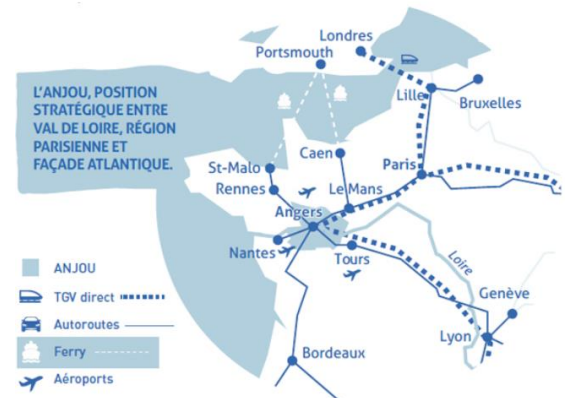 Londres
Portsmouth
L'ANJOU, POSITION
STRATÉGIQUE ENTRE
VAL DE LOIRE, RÉGION
PARISIENNE ET
FAÇADE ATLANTIQUE.
Lille
Bruxelles
Caen
Paris
St-Malo
Rennes
Le Mans
Angers
Nantes
Tours
Loire
ANJOU
TGV direct
Genève
Autoroutes
Lyon
Ferry
Bordeaux
Aéroports